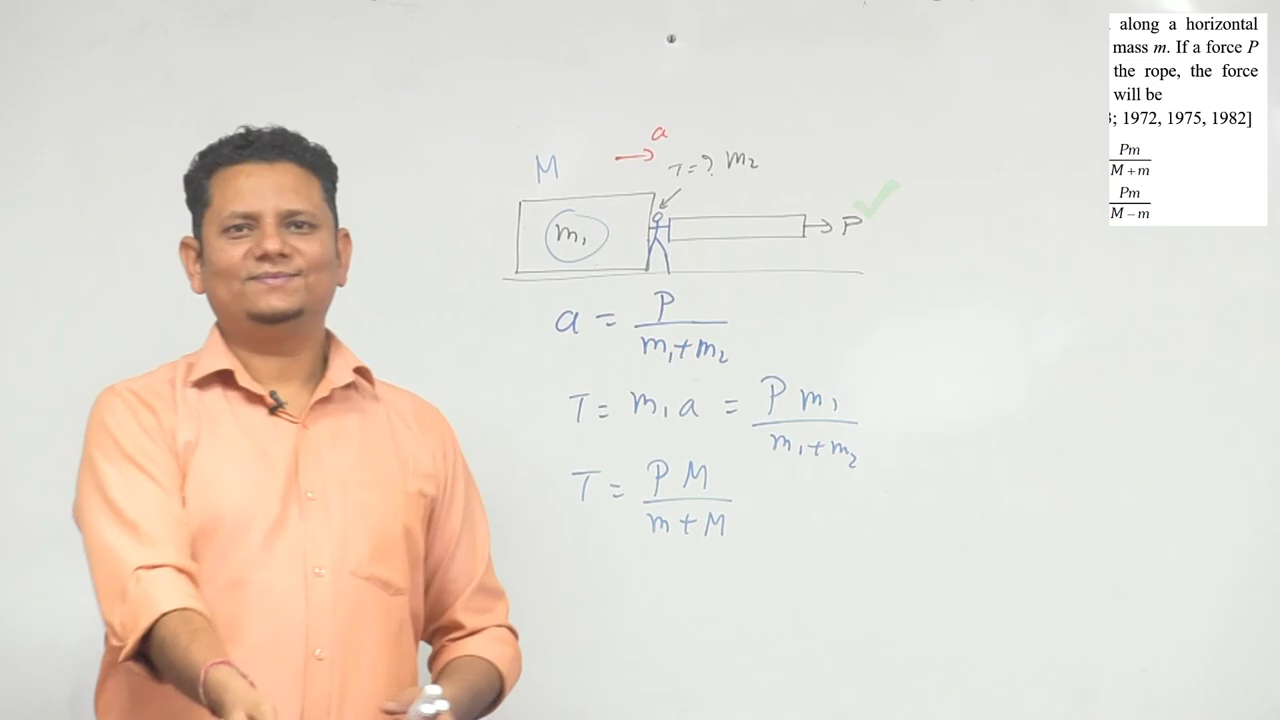 along a horizontal
mass m. If a force P
the rope, the force
will be
; 1972, 1975, 1982]
Pm
M + m
Pm
M – m
a
M
T = ? m₂
m₁
P
a = P / m₁+m₂
T = m₁ a = P m₁ / m₁+m₂
T = P M / m + M